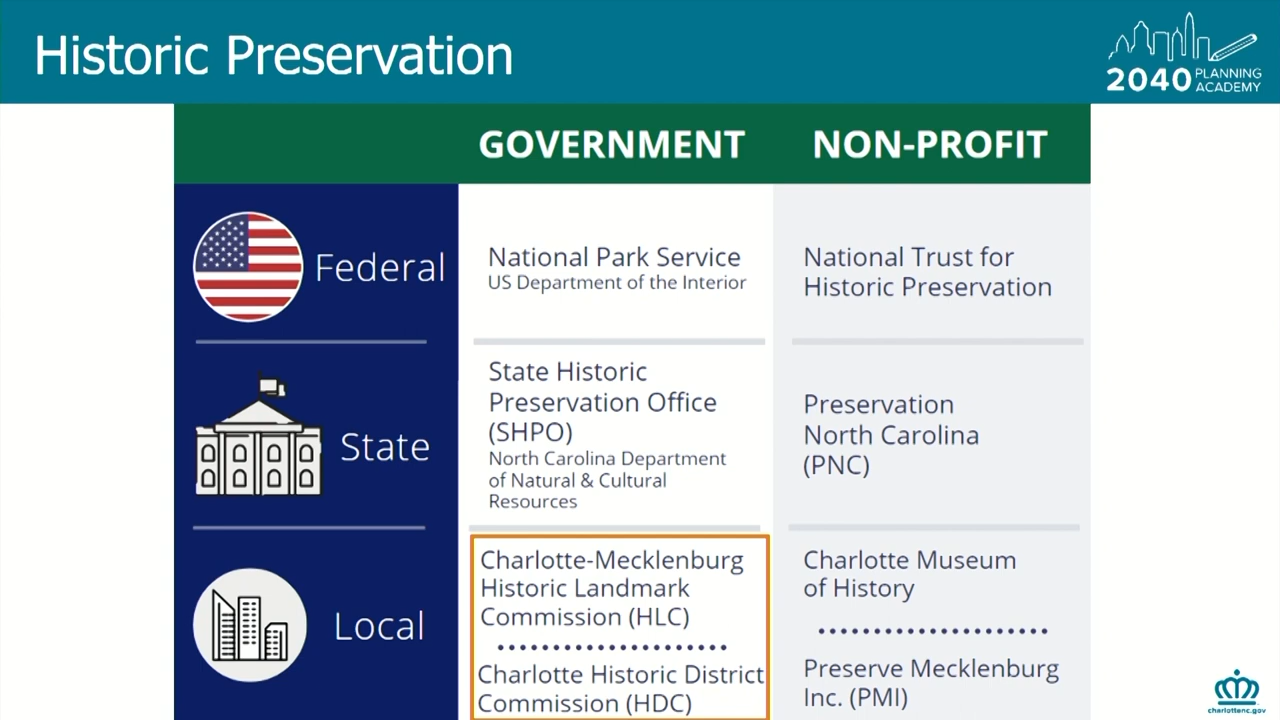 Historic Preservation
2040 PLANNING
ACADEMY
GOVERNMENT
NON-PROFIT
Federal
National Park Service
US Department of the Interior
National Trust for
Historic Preservation
State
State Historic
Preservation Office
(SHPO)
North Carolina Department
of Natural & Cultural
Resources
Preservation
North Carolina
(PNC)
Local
Charlotte-Mecklenburg
Historic Landmark
Commission (HLC)
Charlotte Historic District
Commission (HDC)
Charlotte Museum
of History
Preserve Mecklenburg
Inc. (PMI)
charlottenc.gov